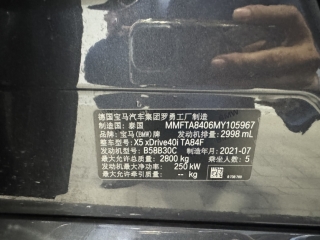 德国宝马汽车集团罗勇工厂制造
制造国: 泰国 MMFTA8406MY105967
品牌: 宝马(BMW)牌 发动机排量: 2998 mL
整车型号: X5 xDrive40i TA84F
发动机型号: B58B30C 制造年月: 2021-07
最大允许总质量: 2800 kg 乘坐人数: 5
发动机最大净功率: 250 kW
最大允许牵引质量: -- kg